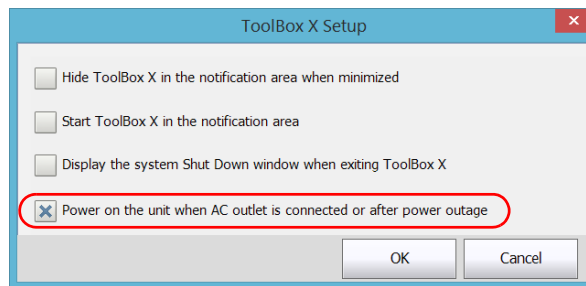 ToolBox X Setup
Hide ToolBox X in the notification area when minimized
Start ToolBox X in the notification area
Display the system Shut Down window when exiting ToolBox X
Power on the unit when AC outlet is connected or after power outage
OK Cancel